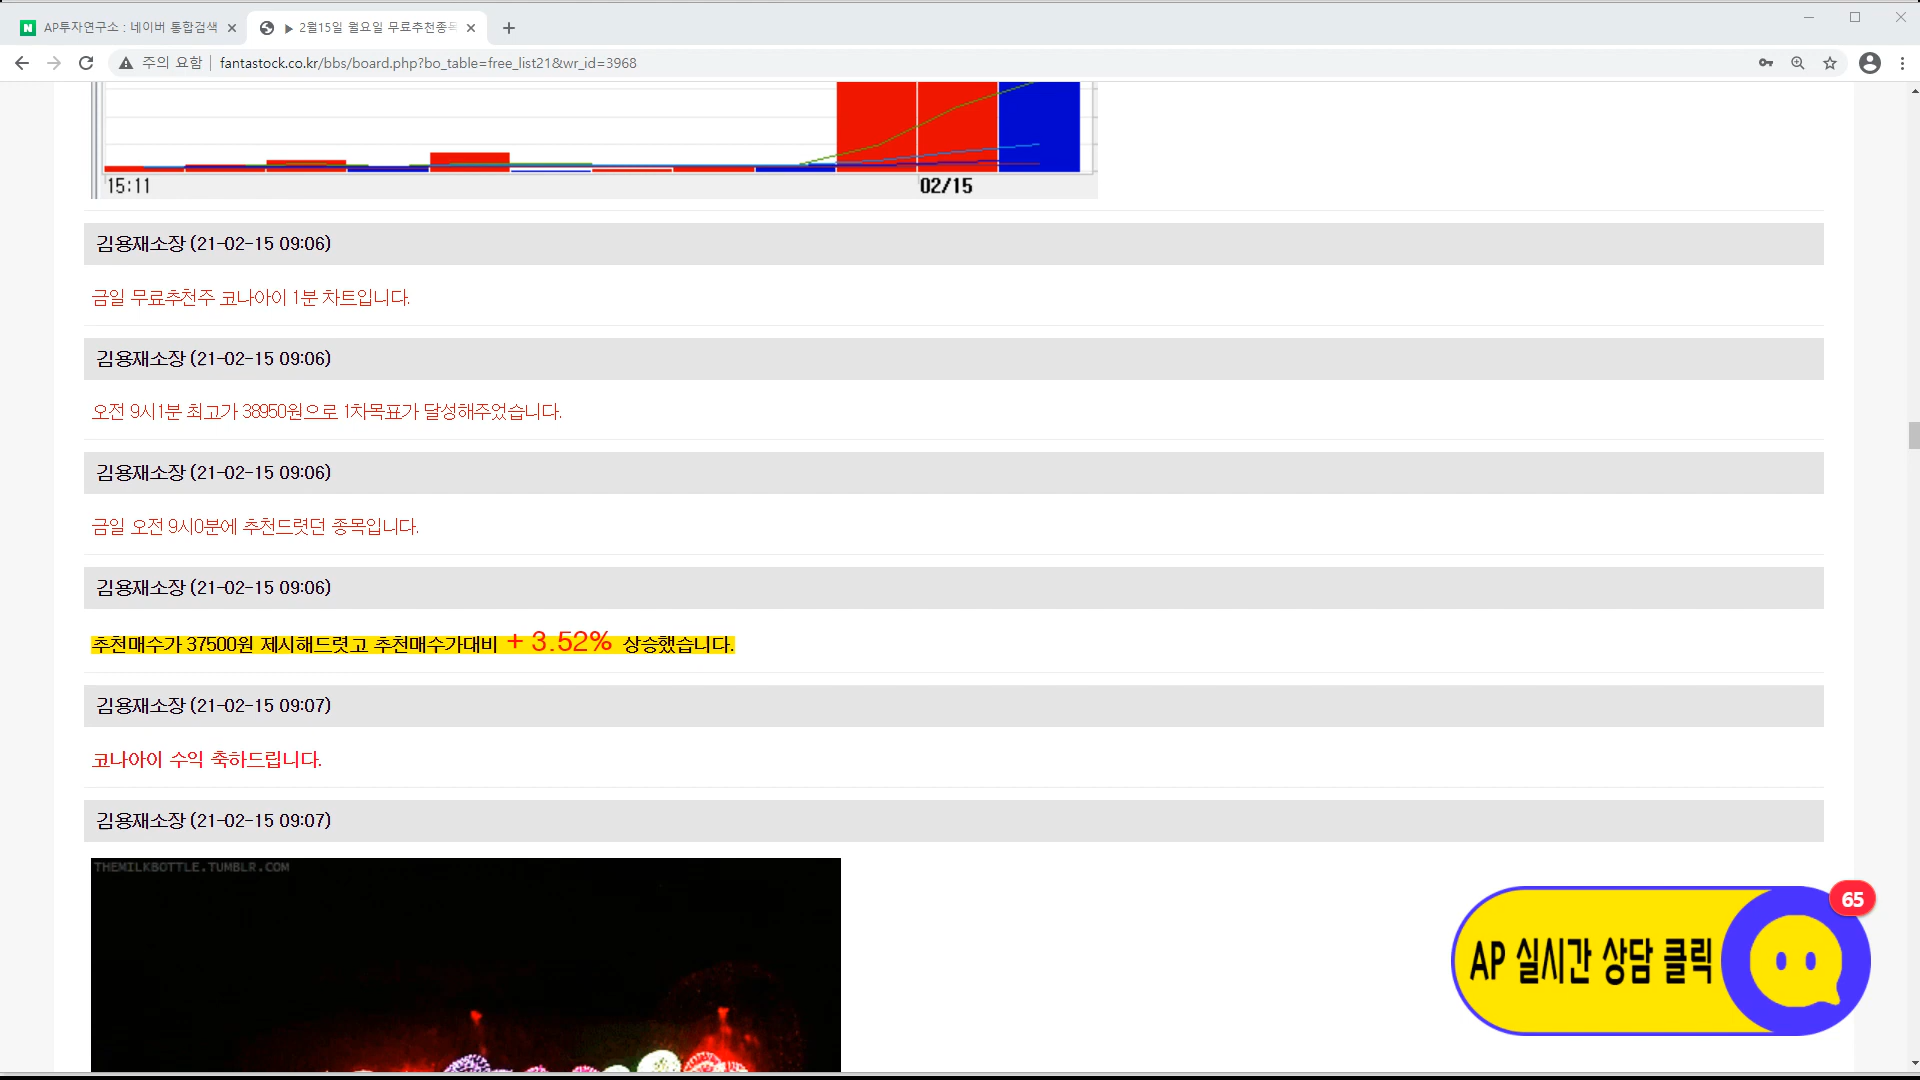 AP투자연구소 : 네이버 통합검색
▶ 2월15일 월요일 무료추천종목
주의 요함 | fantastock.co.kr/bbs/board.php?bo_table=free_list21&wr_id=3968
15:11 02/15
김용재소장 (21-02-15 09:06)
금일 무료추천주 코나아이 1분 차트입니다.
김용재소장 (21-02-15 09:06)
오전 9시1분 최고가 38950원으로 1차목표가 달성해주었습니다.
김용재소장 (21-02-15 09:06)
금일 오전 9시0분에 추천드렷던 종목입니다.
김용재소장 (21-02-15 09:06)
추천매수가 37500원 제시해드렷고 추천매수가대비 + 3.52% 상승했습니다.
김용재소장 (21-02-15 09:07)
코나아이 수익 축하드립니다.
김용재소장 (21-02-15 09:07)
THEMILKBOTTLE.TUMBLR.COM
65
AP 실시간 상담 클릭